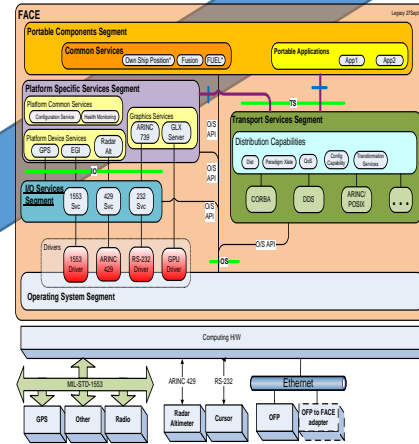 FACE
Legacy 27Sept
Portable Components Segment
Common Services
Own Ship Position*
Fusion
FUEL*
Portable Applications
App1
App2
Platform Specific Services Segment
Platform Common Services
Configuration Service
Health Monitoring
Platform Device Services
GPS
EGI
Radar
Alt
Graphics Services
ARINC
739
GLX
Server
O/S
API
TS
Transport Services Segment
Distribution Capabilities
Dist
Paradigm Xlate
QoS
Config
Capability
Transformation
Services
CORBA
DDS
ARINC/
POSIX
...
O/S
API
IO
I/O Services
Segment
1553
Svc
429
Svc
232
Svc
O/S
API
O/S API
OS
Drivers
1553
Driver
ARINC
429
RS-232
Driver
GPU
Driver
Operating System Segment
Computing H/W
MIL-STD-1553
ARINC 429
RS-232
Ethernet
GPS
Other
Radio
Radar
Altimeter
Cursor
OFP
OFP to FACE
adapter